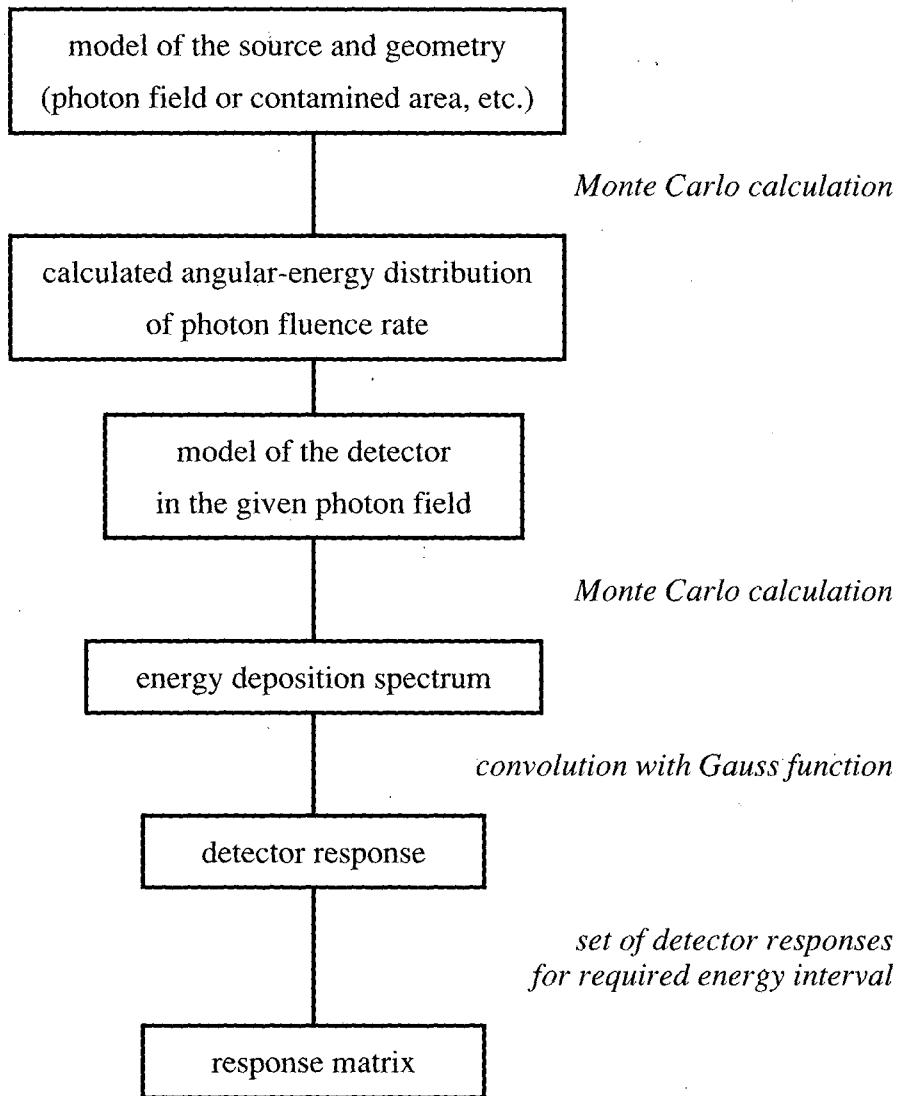 model of the source and geometry
(photon field or contamined area, etc.)
Monte Carlo calculation
calculated angular-energy distribution
of photon fluence rate
model of the detector
in the given photon field
Monte Carlo calculation
energy deposition spectrum
convolution with Gauss function
detector response
set of detector responses
for required energy interval
response matrix